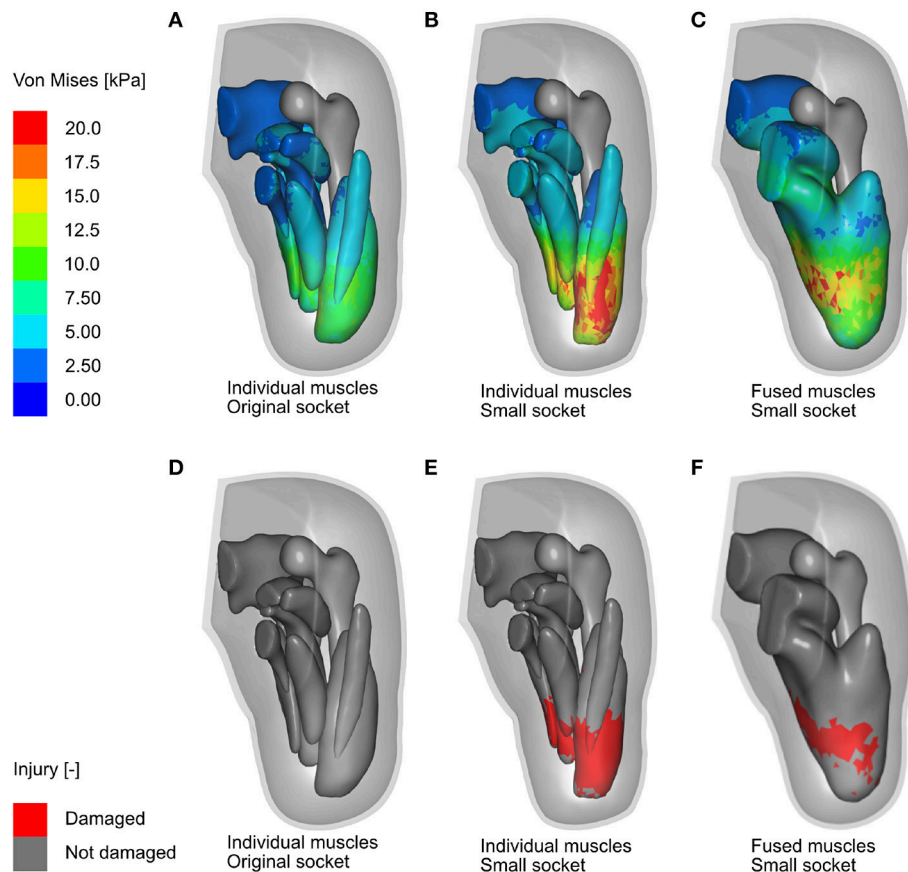 A
B
C
Von Mises [kPa]
20.0
17.5
15.0
12.5
10.0
7.50
5.00
2.50
0.00
Individual muscles
Original socket
Individual muscles
Small socket
Fused muscles
Small socket
D
E
F
Injury [-]
Damaged
Not damaged
Individual muscles
Original socket
Individual muscles
Small socket
Fused muscles
Small socket